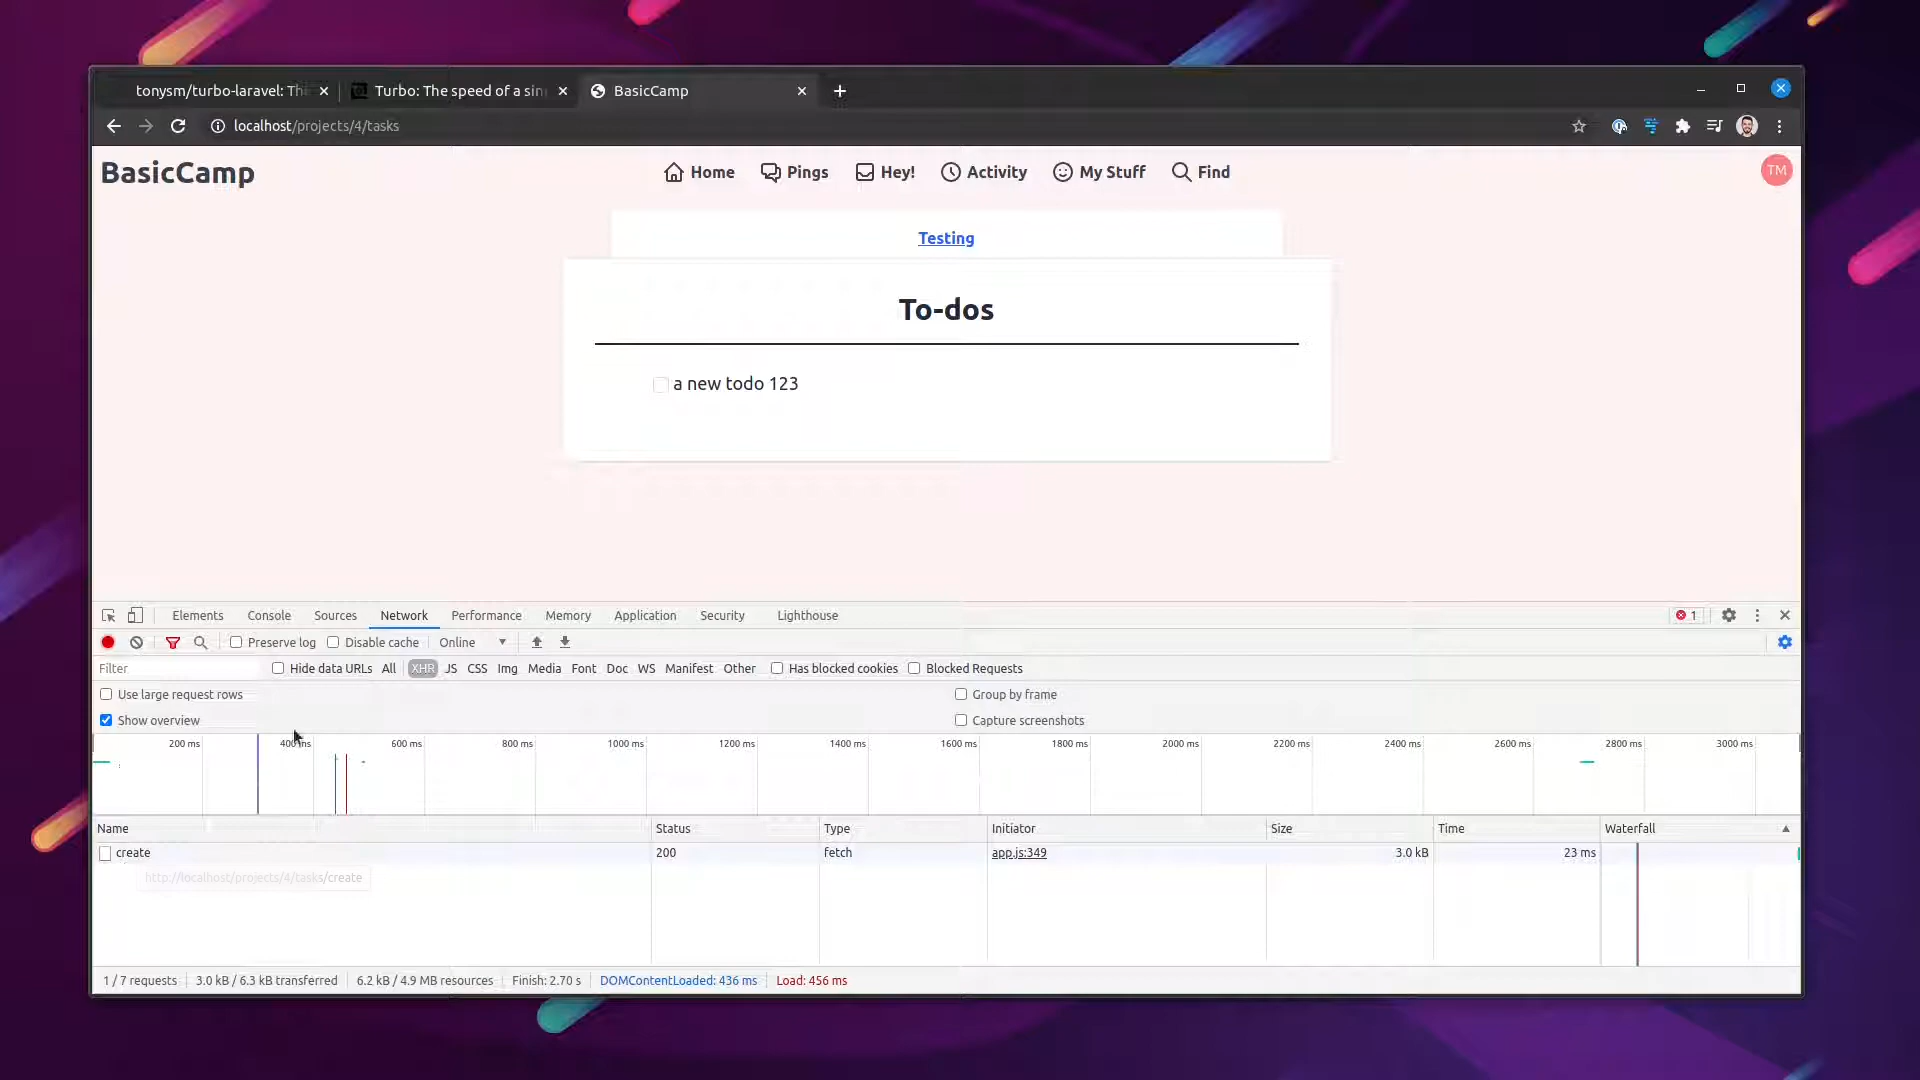 tonysm/turbo-laravel: Th
Turbo: The speed of a sin
BasicCamp
localhost/projects/4/tasks
BasicCamp
Home
Pings
Hey!
Activity
My Stuff
Find
TM
Testing
To-dos
a new todo 123
Elements Console Sources Network Performance Memory Application Security Lighthouse
1
Preserve log Disable cache Online
Filter Hide data URLs All XHR JS CSS Img Media Font Doc WS Manifest Other Has blocked cookies Blocked Requests
Use large request rows Group by frame
Show overview Capture screenshots
200 ms 400 ms 600 ms 800 ms 1000 ms 1200 ms 1400 ms 1600 ms 1800 ms 2000 ms 2200 ms 2400 ms 2600 ms 2800 ms 3000 ms
Name Status Type Initiator Size Time Waterfall
create 200 fetch app.js:349 3.0 kB 23 ms
http://localhost/projects/4/tasks/create
1 / 7 requests 3.0 kB / 6.3 kB transferred 6.2 kB / 4.9 MB resources Finish: 2.70 s DOMContentLoaded: 436 ms Load: 456 ms